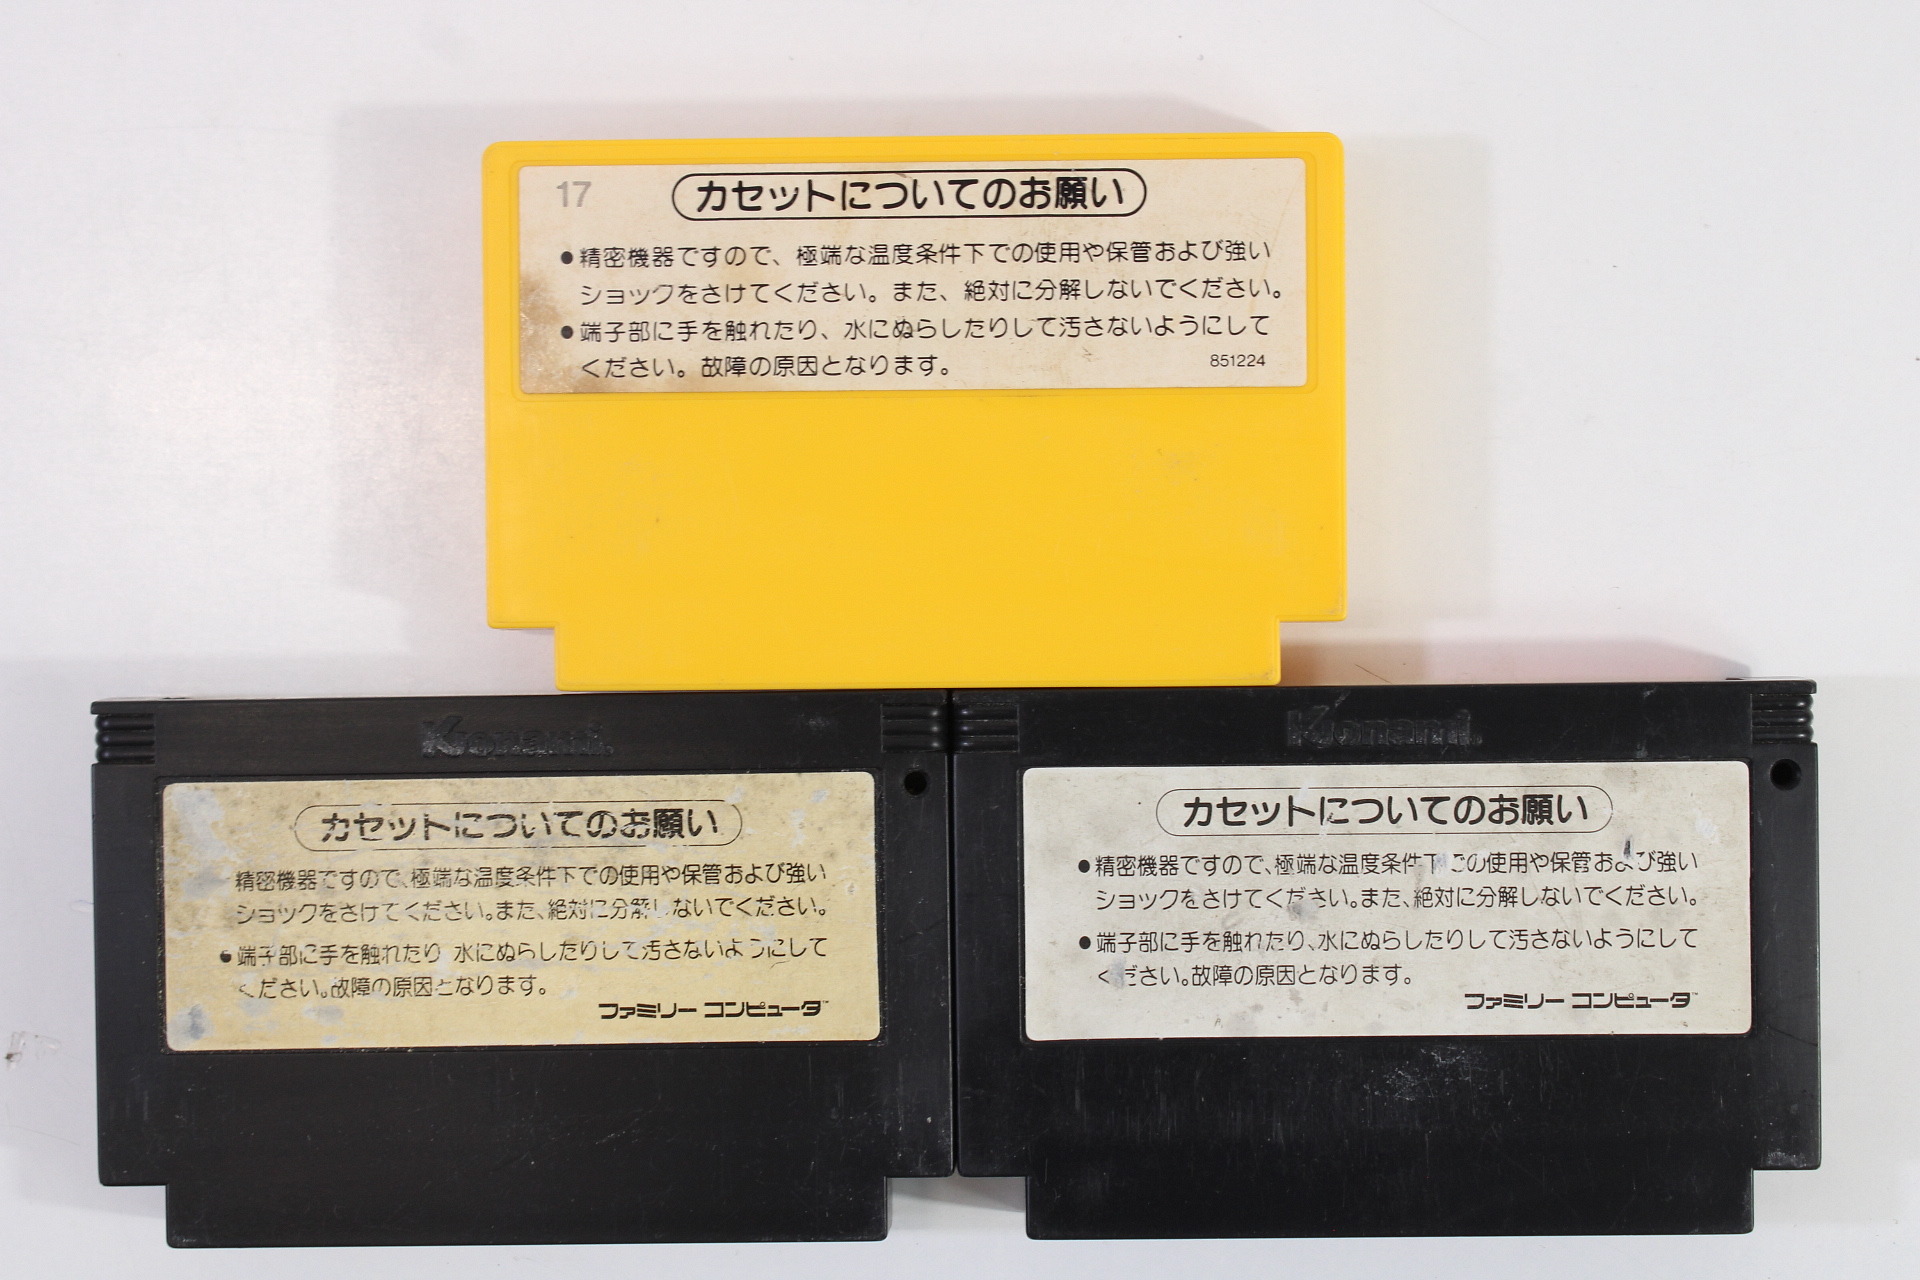 17
カセットについてのお願い
●精密機器ですので、極端な温度条件下での使用や保管および強い
ショックをさけてください。また、絶対に分解しないでください。
●端子部に手を触れたり、水にぬらしたりして汚さないようにして
ください。故障の原因となります。
851224
Konami.
カセットについてのお願い
精密機器ですので、極端な温度条件下での使用や保管および強い
ショックをさけてください。また、絶対に分解しないでください。
●端子部に手を触れたり 水にぬらしたりして汚さないようにして
ください。故障の原因となります。
ファミリー コンピュータ™
Konami.
カセットについてのお願い
●精密機器ですので、極端な温度条件下での使用や保管および強い
ショックをさけてください。また、絶対に分解しないでください。
●端子部に手を触れたり、水にぬらしたりして汚さないようにして
ください。故障の原因となります。
ファミリー コンピュータ™